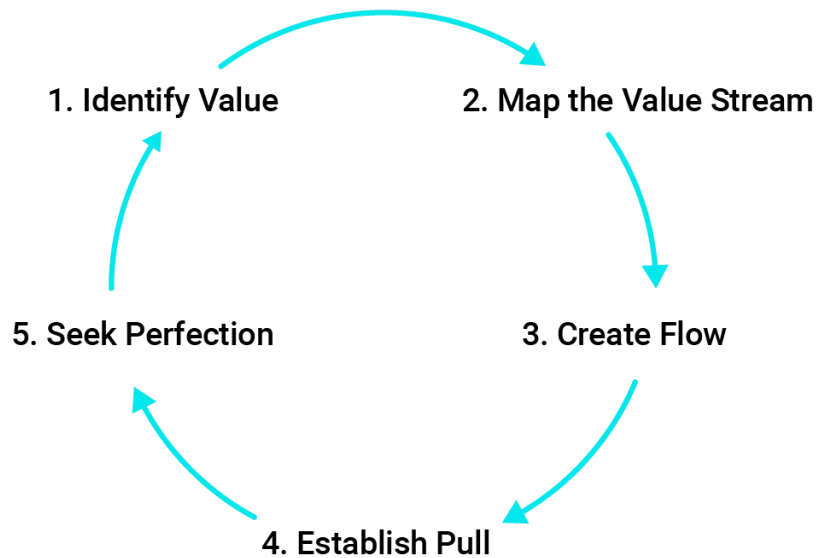 1. Identify Value
2. Map the Value Stream
3. Create Flow
4. Establish Pull
5. Seek Perfection